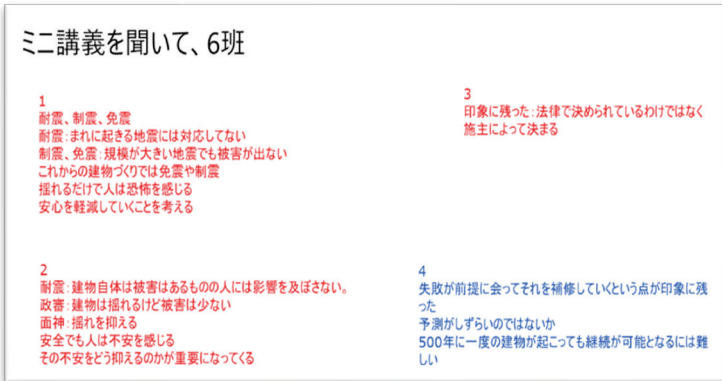 ミニ講義を聞いて、6班
1
耐震、制震、免震
耐震：まれに起きる地震には対応してない
制震、免震：規模が大きい地震でも被害が出ない
これからの建物づくりでは免震や制震
揺れるだけで人は恐怖を感じる
安心を軽減していくことを考える
2
耐震：建物自体は被害はあるものの人には影響を及ぼさない。
政審：建物は揺れるけど被害は少ない
面神：揺れを抑える
安全でも人は不安を感じる
その不安をどう抑えるのかが重要になってくる
3
印象に残った：法律で決められているわけではなく
施主によって決まる
4
失敗が前提に会ってそれを補修していくという点が印象に残
った
予測がしずらいのではないか
500年に一度の建物が起こっても継続が可能となるには難
しい